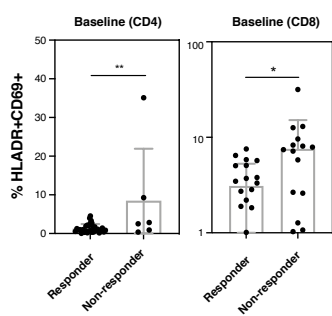 Baseline (CD4)
Baseline (CD8)
% HLADR+CD69+
50
40
30
20
10
0
**
Responder
Non-responder
100
10
1
*
Responder
Non-responder